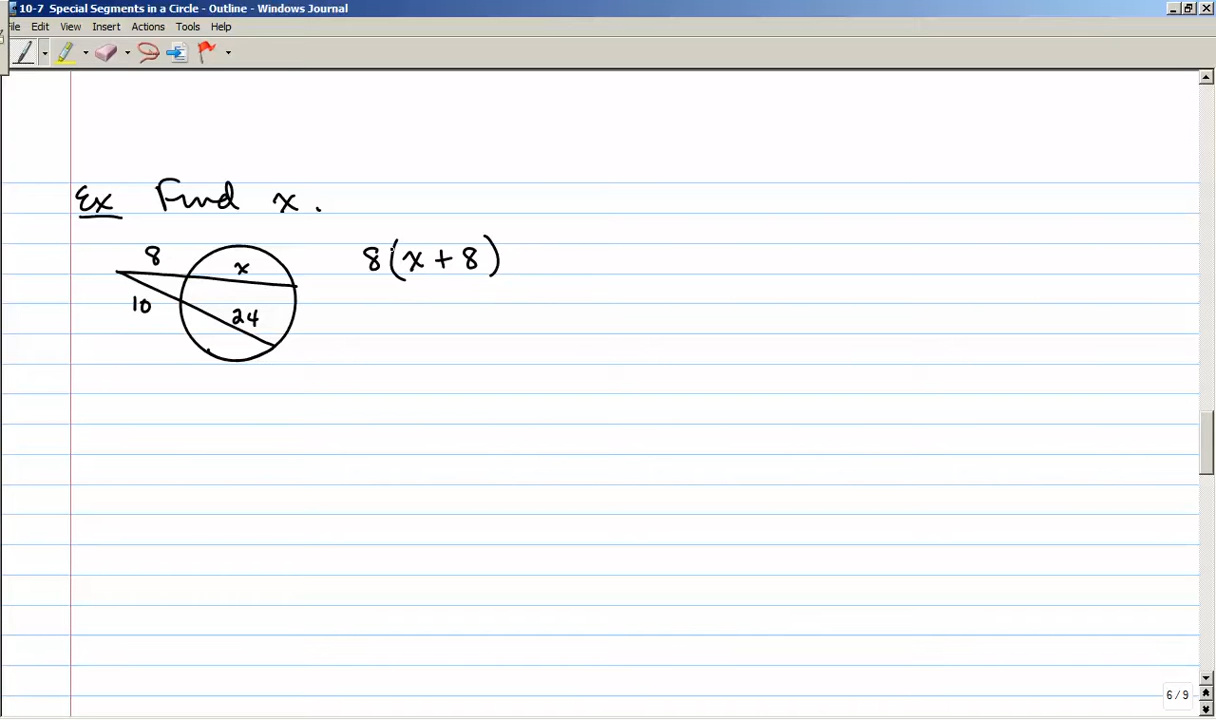 10-7 Special Segments in a Circle - Outline - Windows Journal
File Edit View Insert Actions Tools Help
Ex Find x.
8 x 8(x + 8)
10 24
6 / 9